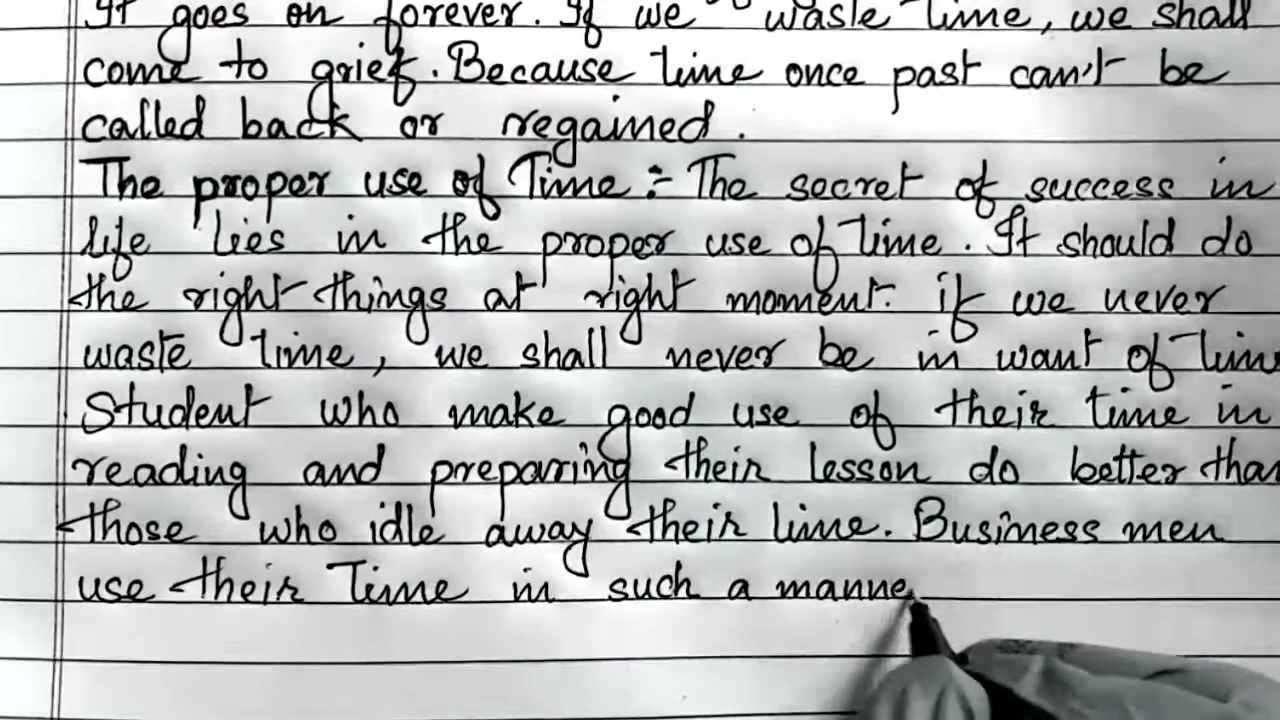 It goes on forever. If we waste time, we shall
come to grief. Because time once past can't be
called back or regained.
The proper use of Time :- The secret of success in
life lies in the proper use of time. It should do
the right things at right moment. if we never
waste time, we shall never be in want of time
Student who make good use of their time in
reading and preparing their lesson do better than
those who idle away their time. Business men
use their Time in such a manne